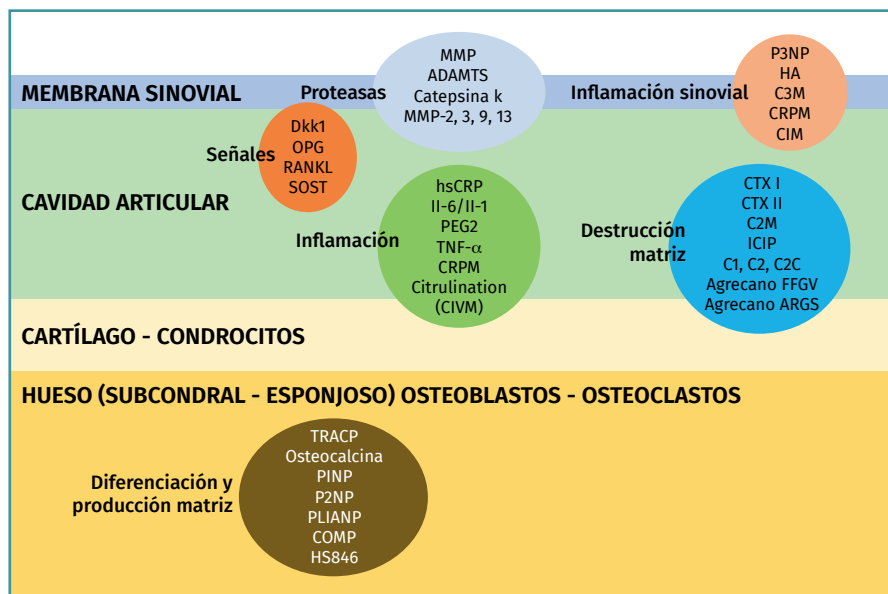 MEMBRANA SINOVIAL
Proteasas
MMP
ADAMTS
Catepsina k
MMP-2, 3, 9, 13
Inflamación sinovial
P3NP
HA
C3M
CRPM
CIM
CAVIDAD ARTICULAR
Señales
Dkk1
OPG
RANKL
SOST
Inflamación
hsCRP
II-6/II-1
PEG2
TNF-α
CRPM
Citrulination
(CIVM)
Destrucción
matriz
CTX I
CTX II
C2M
ICIP
C1, C2, C2C
Agrecano FFGV
Agrecano ARGS
CARTÍLAGO - CONDROCITOS
HUESO (SUBCONDRAL - ESPONJOSO) OSTEOBLASTOS - OSTEOCLASTOS
Diferenciación y
producción matriz
TRACP
Osteocalcina
PINP
P2NP
PLIANP
COMP
HS846